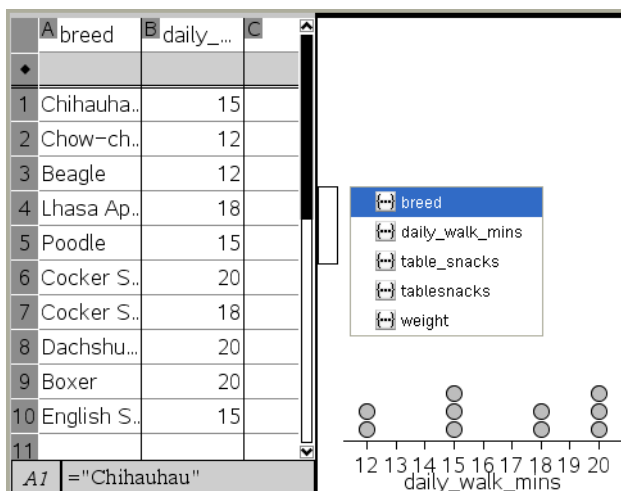 A breed B daily_... C
◆
1 Chihauha.. 15
2 Chow-ch.. 12
3 Beagle 12
4 Lhasa Ap.. 18
5 Poodle 15
6 Cocker S.. 20
7 Cocker S.. 18
8 Dachshu... 20
9 Boxer 20
10 English S.. 15
11
A1 ="Chihauhau"
breed
daily_walk_mins
table_snacks
tablesnacks
weight
12 13 14 15 16 17 18 19 20
daily_walk_mins